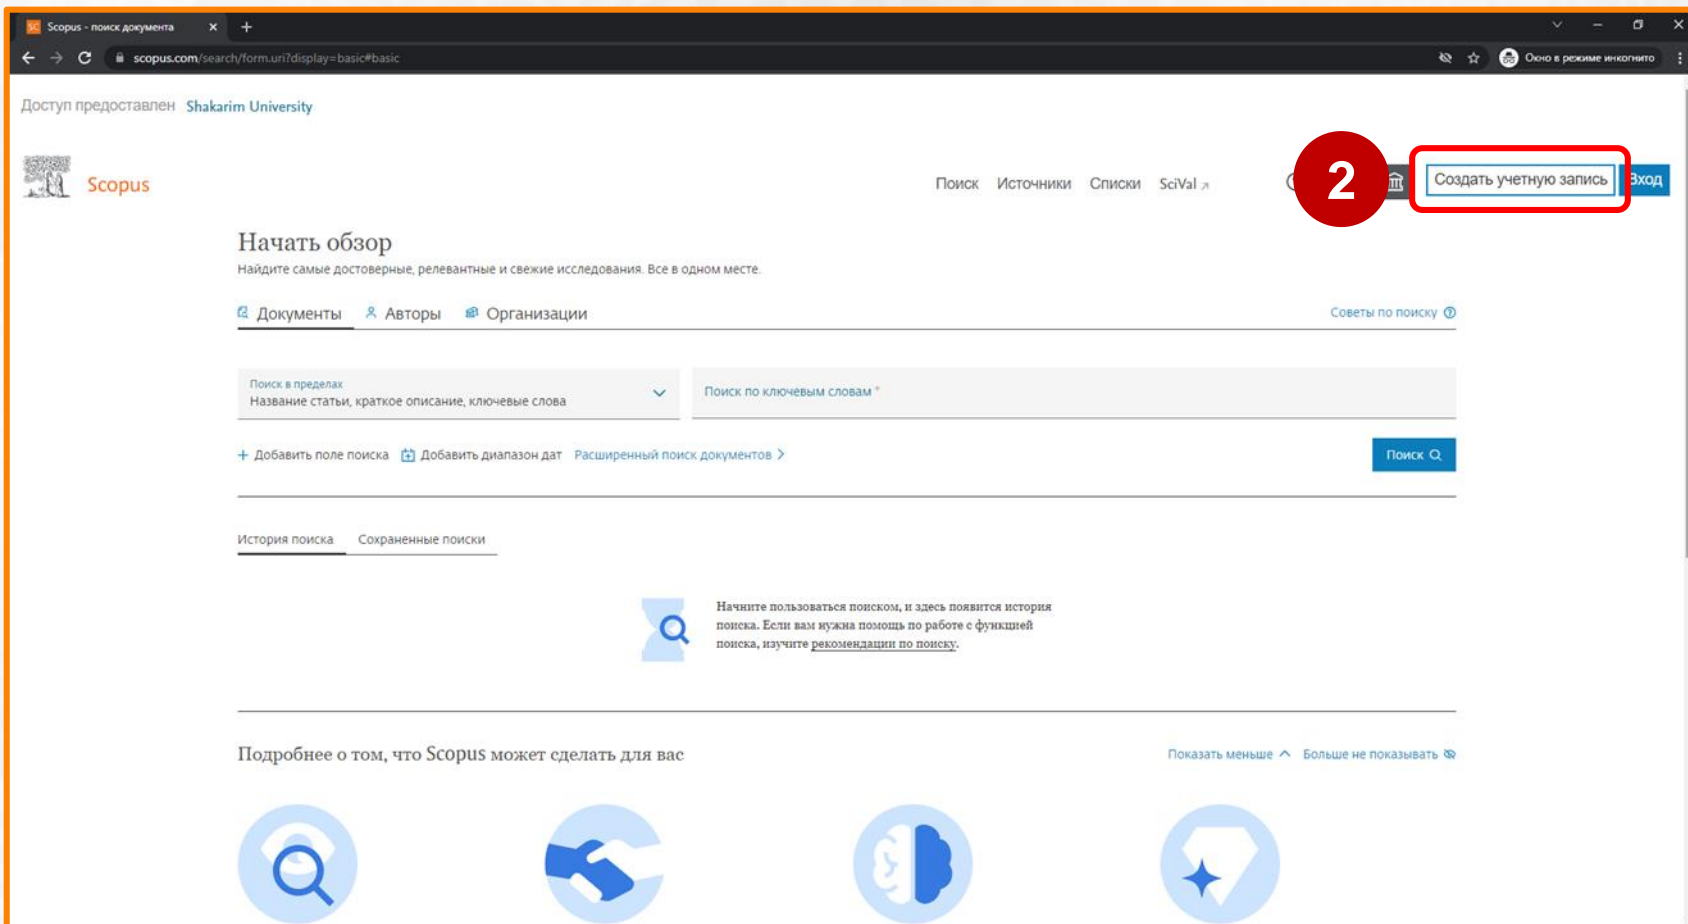 Scopus - поиск документа
scopus.com/search/form.uri?display=basic#basic
Окно в режиме инкогнито
Доступ предоставлен Shakarim University
Scopus
Поиск Источники Списки SciVal
2
Создать учетную запись
Вход
Начать обзор
Найдите самые достоверные, релевантные и свежие исследования. Все в одном месте.
Документы Авторы Организации
Советы по поиску
Поиск в пределах
Название статьи, краткое описание, ключевые слова
Поиск по ключевым словам *
+ Добавить поле поиска Добавить диапазон дат Расширенный поиск документов >
Поиск
История поиска Сохраненные поиски
Начните пользоваться поиском, и здесь появится история
поиска. Если вам нужна помощь по работе с функцией
поиска, изучите рекомендации по поиску.
Подробнее о том, что Scopus может сделать для вас
Показать меньше Больше не показывать